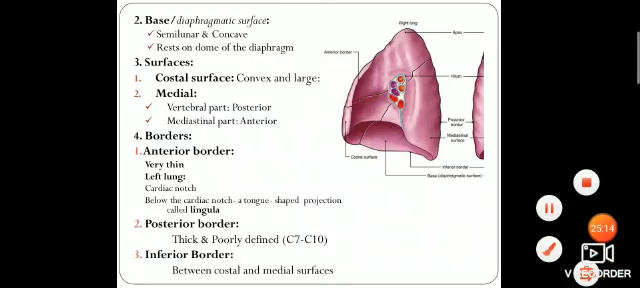 2. Base/diaphragmatic surface:
✓ Semilunar & Concave
✓ Rests on dome of the diaphragm
3. Surfaces:
1. Costal surface: Convex and large:
2. Medial:
✓ Vertebral part: Posterior
✓ Mediastinal part: Anterior
4. Borders:
1. Anterior border:
Very thin
Left lung:
Cardiac notch
Below the cardiac notch- a tongue- shaped projection
called lingula
2. Posterior border:
Thick & Poorly defined (C7-C10)
3. Inferior Border:
Between costal and medial surfaces
Right lung
Apex
Anterior border
Hilum
Posterior
border
Mediastinal
surface
Costal surface
Inferior border
Base (diaphragmatic surface)
25:14
V RECORDER